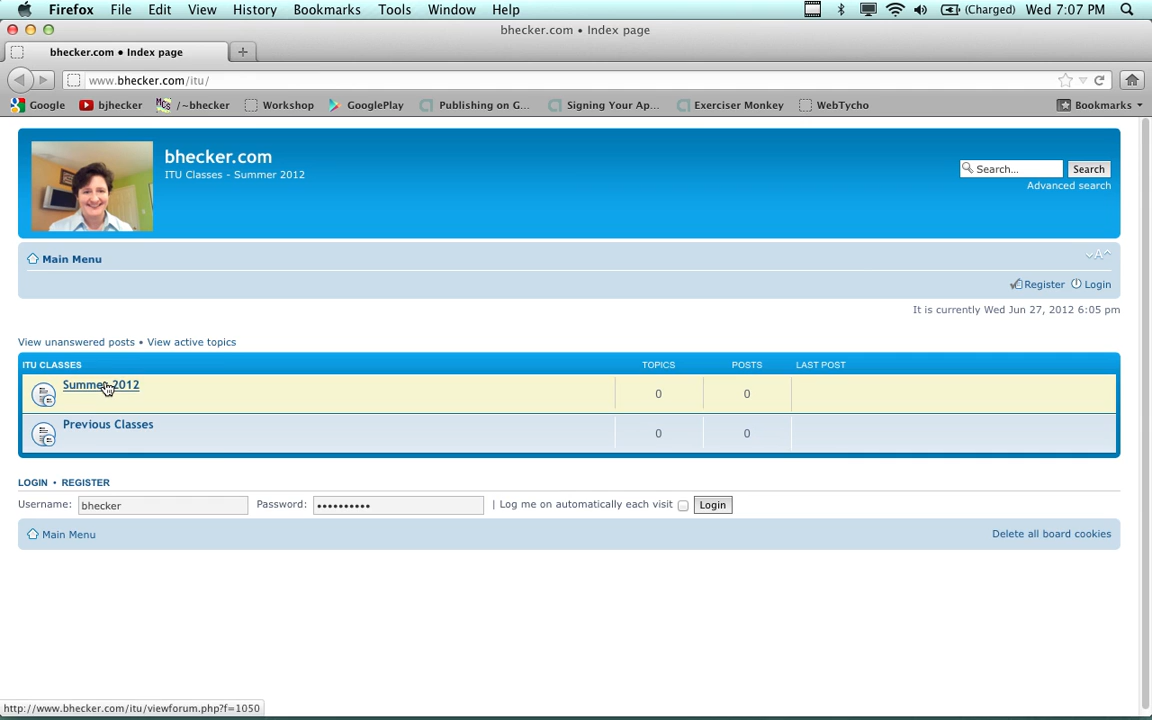 Firefox File Edit View History Bookmarks Tools Window Help (Charged) Wed 7:07 PM
bhecker.com • Index page
bhecker.com • Index page +
www.bhecker.com/itu/
Google bjhecker /~bhecker Workshop GooglePlay Publishing on G... Signing Your Ap... Exerciser Monkey WebTycho Bookmarks
bhecker.com
ITU Classes - Summer 2012
Search... Search
Advanced search
Main Menu
Register Login
It is currently Wed Jun 27, 2012 6:05 pm
View unanswered posts • View active topics
ITU CLASSES TOPICS POSTS LAST POST
Summer 2012 0 0
Previous Classes 0 0
LOGIN • REGISTER
Username: bhecker Password: •••••••••• | Log me on automatically each visit Login
Main Menu Delete all board cookies
http://www.bhecker.com/itu/viewforum.php?f=1050